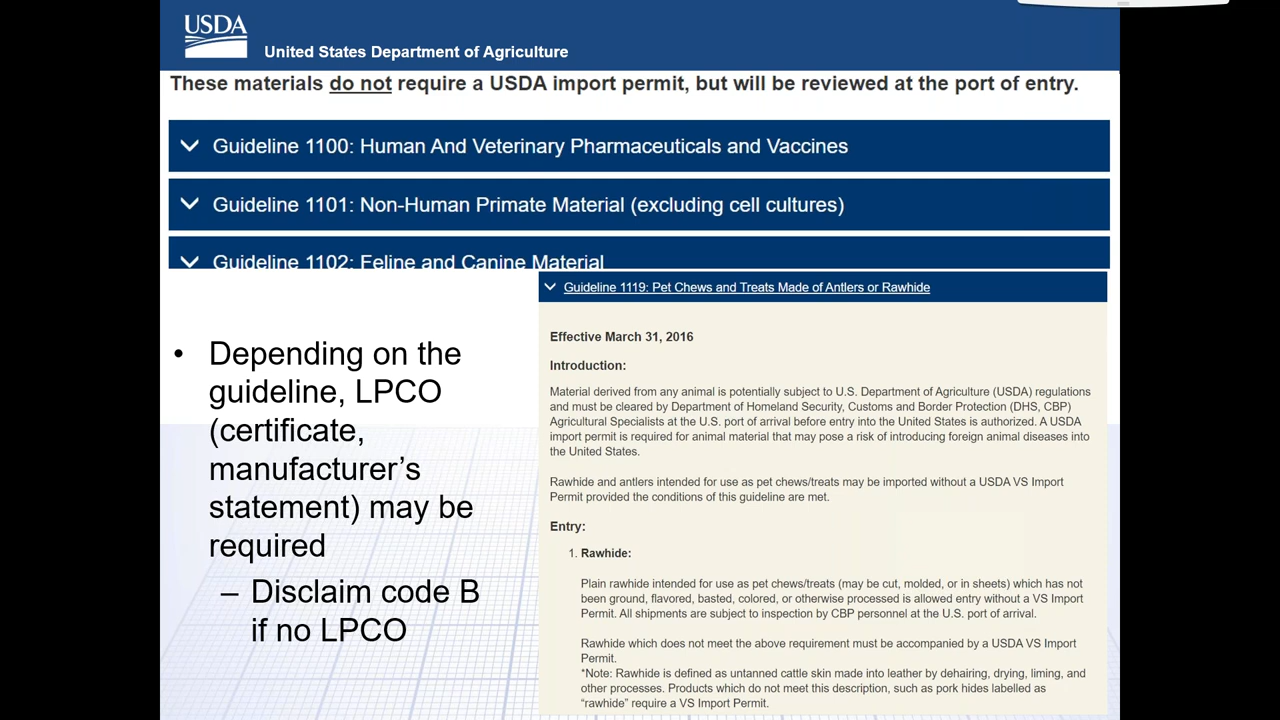 USDA
United States Department of Agriculture
These materials do not require a USDA import permit, but will be reviewed at the port of entry.
Guideline 1100: Human And Veterinary Pharmaceuticals and Vaccines
Guideline 1101: Non-Human Primate Material (excluding cell cultures)
Guideline 1102: Feline and Canine Material
• Depending on the
guideline, LPCO
(certificate,
manufacturer’s
statement) may be
required
– Disclaim code B
if no LPCO
Guideline 1119: Pet Chews and Treats Made of Antlers or Rawhide
Effective March 31, 2016
Introduction:
Material derived from any animal is potentially subject to U.S. Department of Agriculture (USDA) regulations
and must be cleared by Department of Homeland Security, Customs and Border Protection (DHS, CBP)
Agricultural Specialists at the U.S. port of arrival before entry into the United States is authorized. A USDA
import permit is required for animal material that may pose a risk of introducing foreign animal diseases into
the United States.
Rawhide and antlers intended for use as pet chews/treats may be imported without a USDA VS Import
Permit provided the conditions of this guideline are met.
Entry:
1. Rawhide:
Plain rawhide intended for use as pet chews/treats (may be cut, molded, or in sheets) which has not
been ground, flavored, basted, colored, or otherwise processed is allowed entry without a VS Import
Permit. All shipments are subject to inspection by CBP personnel at the U.S. port of arrival.
Rawhide which does not meet the above requirement must be accompanied by a USDA VS Import
Permit.
*Note: Rawhide is defined as untanned cattle skin made into leather by dehairing, drying, liming, and
other processes. Products which do not meet this description, such as pork hides labelled as
“rawhide” require a VS Import Permit.